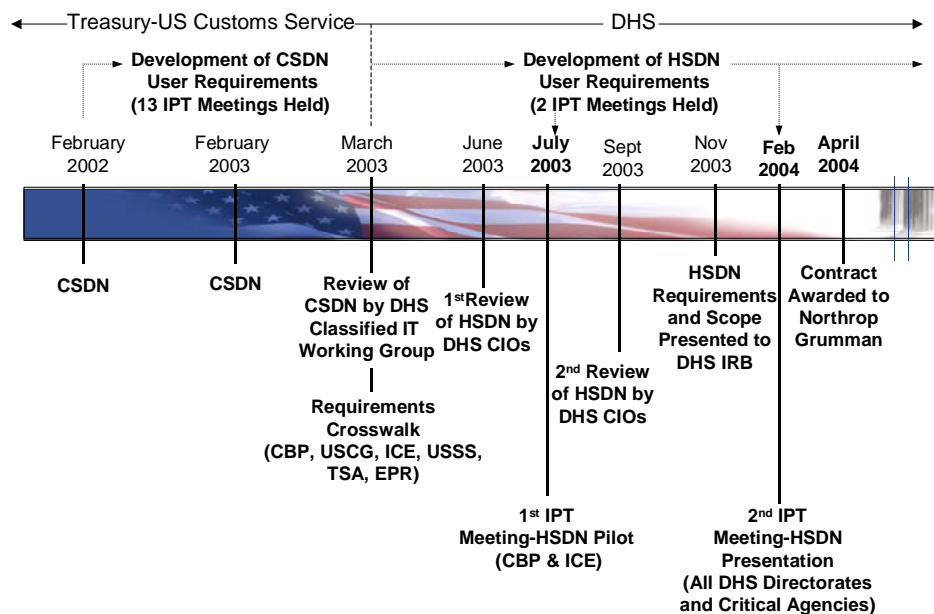 Treasury-US Customs Service
DHS
Development of CSDN
User Requirements
(13 IPT Meetings Held)
Development of HSDN
User Requirements
(2 IPT Meetings Held)
February
2002
February
2003
March
2003
June
2003
July
2003
Sept
2003
Nov
2003
Feb
2004
April
2004
CSDN
CSDN
Review of
CSDN by DHS
Classified IT
Working Group
Requirements
Crosswalk
(CBP, USCG, ICE, USSS,
TSA, EPR)
1st Review
of HSDN by
DHS CIOs
1st IPT
Meeting-HSDN Pilot
(CBP & ICE)
2nd Review
of HSDN by
DHS CIOs
HSDN
Requirements
and Scope
Presented to
DHS IRB
2nd IPT
Meeting-HSDN
Presentation
(All DHS Directorates
and Critical Agencies)
Contract
Awarded to
Northrop
Grumman